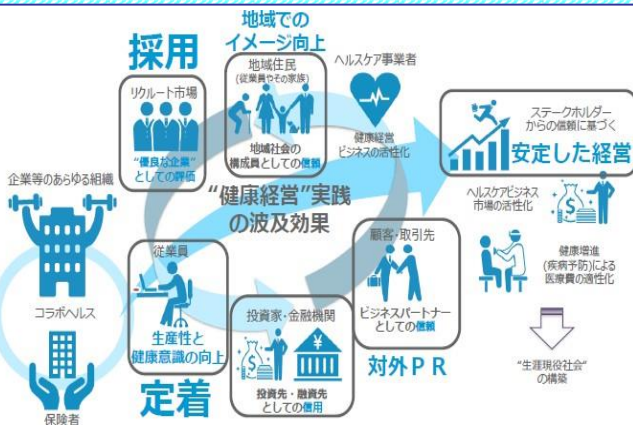 地域での
イメージ向上
採用
リクルート市場
"優良な企業"
としての評価
地域住民
(従業員やその家族)
地域社会の
構成員としての信頼
ヘルスケア事業者
健康経営
ビジネスの活性化
ステークホルダー
からの信頼に基づく
安定した経営
企業等のあらゆる組織
コラボヘルス
保険者
"健康経営"実践
の波及効果
従業員
生産性と
健康意識の向上
定着
投資家・金融機関
¥
$
投資先・融資先
としての信用
顧客・取引先
ビジネスパートナー
としての信頼
対外PR
ヘルスケアビジネス
市場の活性化
$
健康増進
(疾病予防)による
医療費の適性化
"生涯現役社会"
の構築